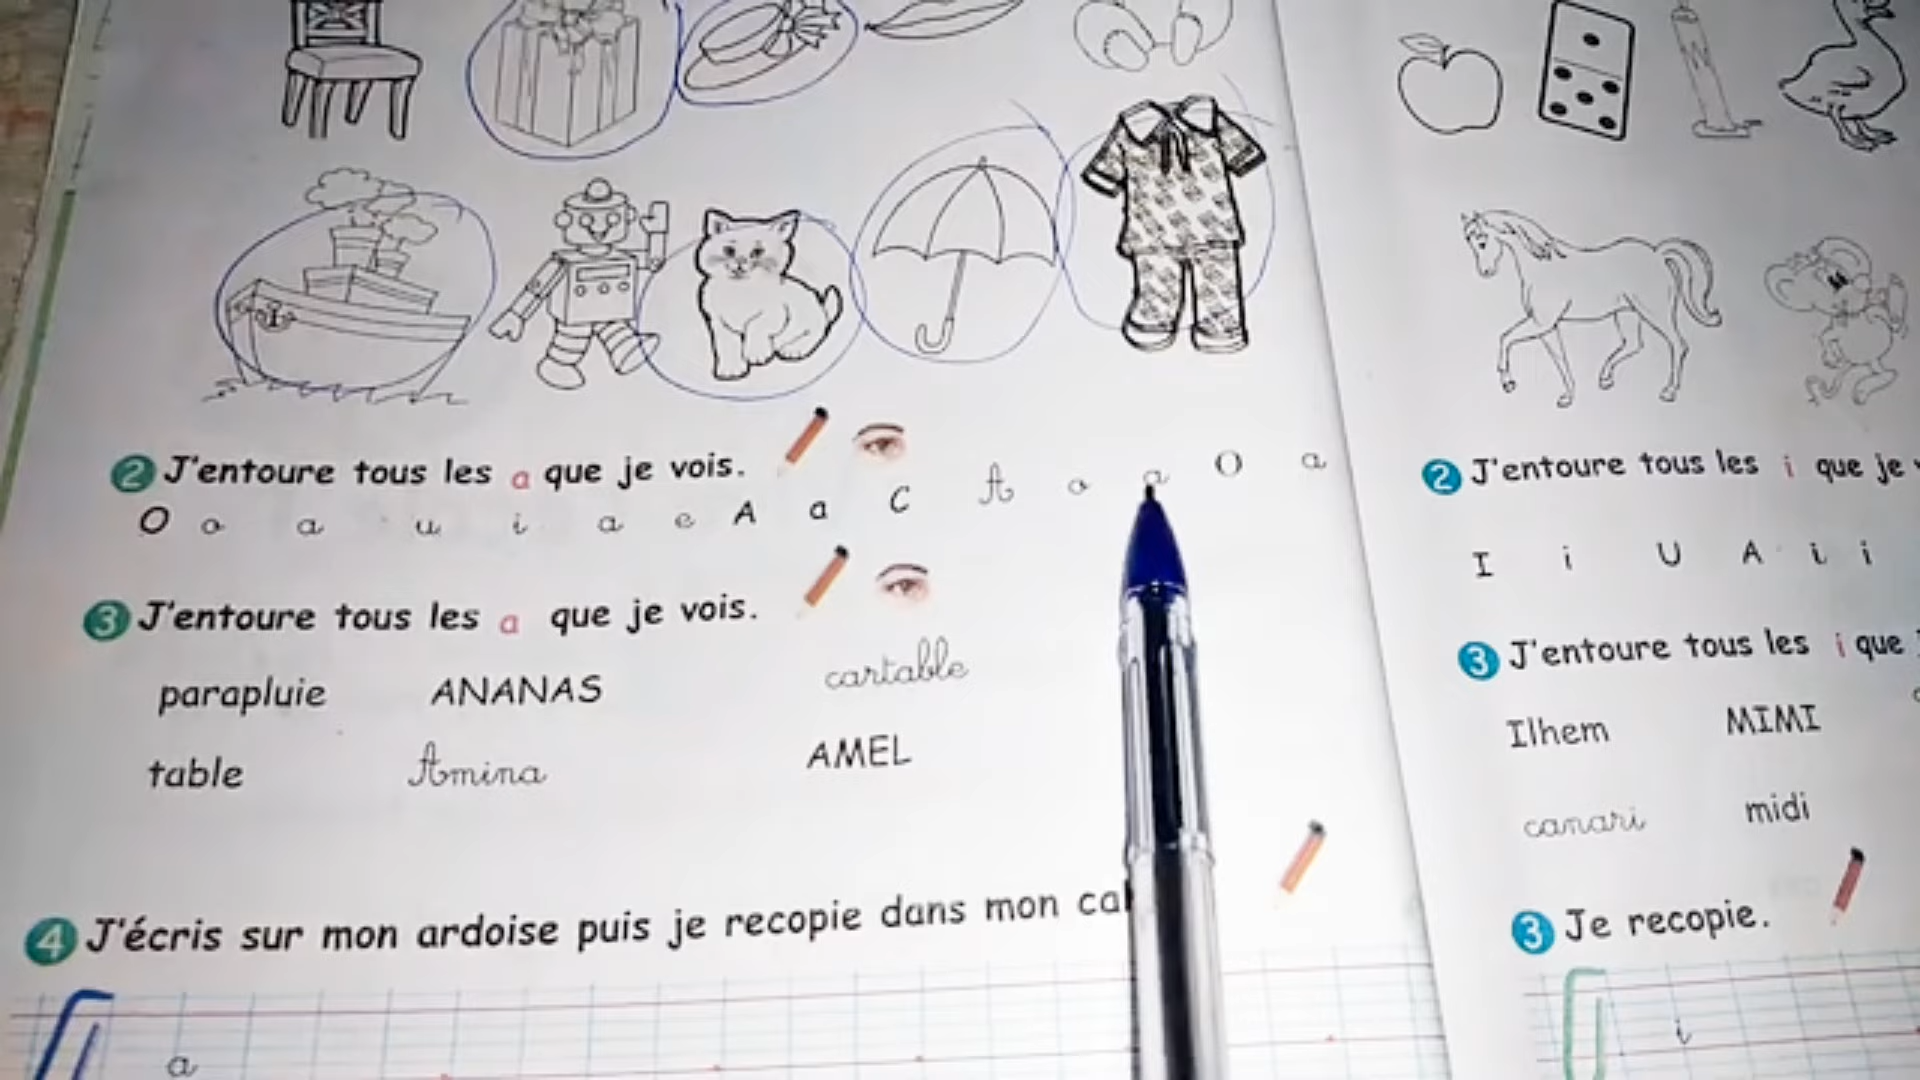 2 J'entoure tous les a que je vois.
O o a u i a e A a C A o a O a
3 J'entoure tous les a que je vois.
parapluie ANANAS cartable
table Amina AMEL
4 J'écris sur mon ardoise puis je recopie dans mon
a
2 J'entoure tous les i que je
I i U A i i
3 J'entoure tous les i que
Ilhem MIMI
canari midi
3 Je recopie.
i